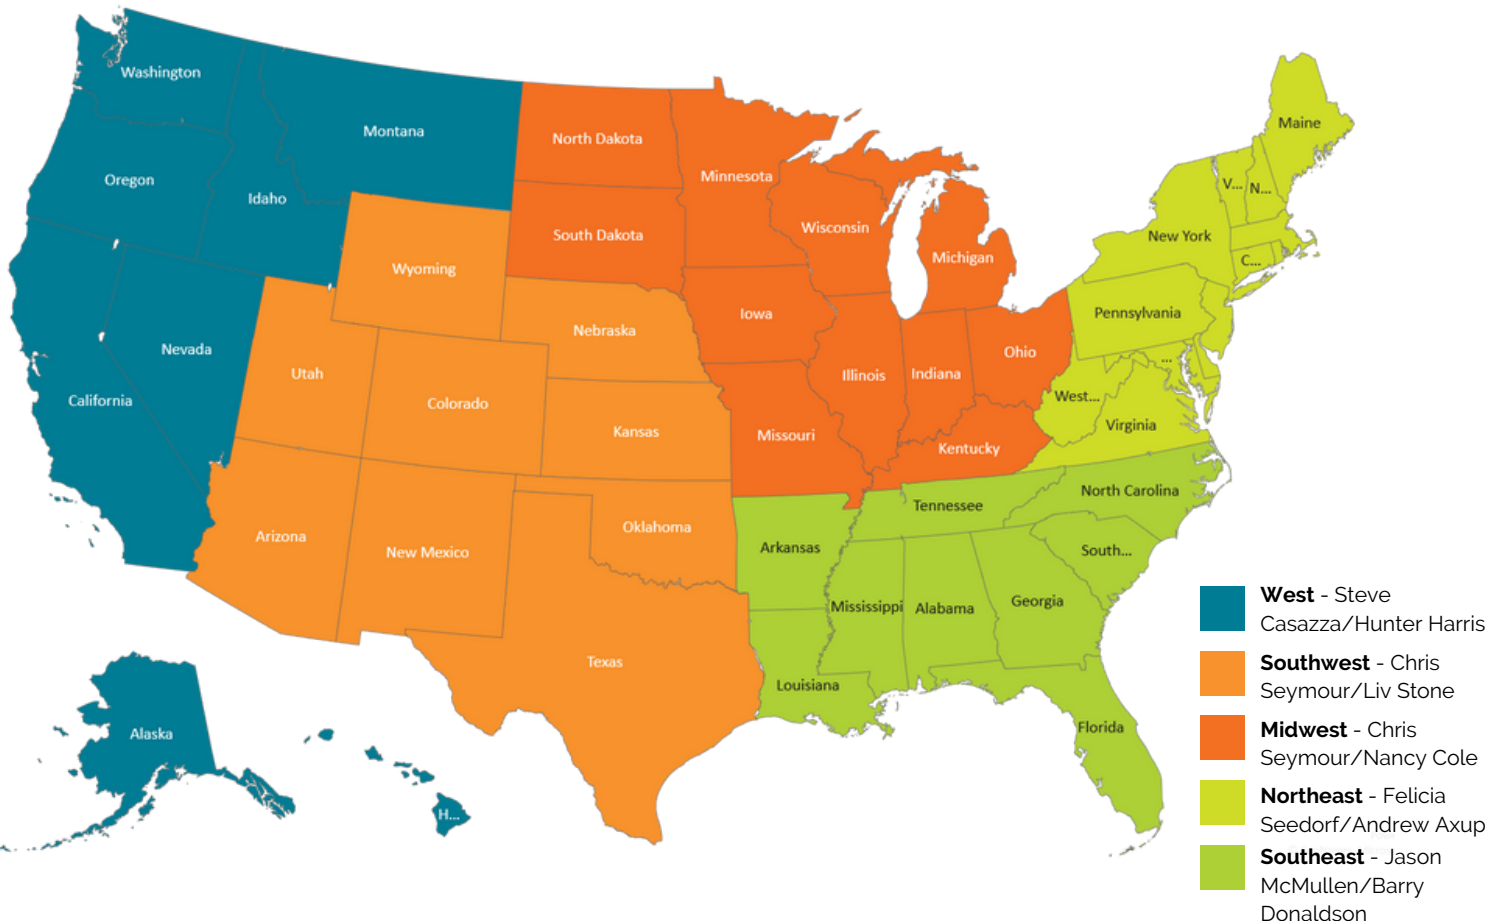 Washington
Montana
North Dakota
Minnesota
Maine
Oregon
Idaho
V...
N...
South Dakota
Wisconsin
New York
Michigan
C...
Wyoming
Iowa
Pennsylvania
Nebraska
Nevada
Ohio
...
Utah
Illinois
Indiana
California
Colorado
West...
Kansas
Missouri
Virginia
Kentucky
North Carolina
Tennessee
Oklahoma
Arizona
New Mexico
Arkansas
South...
Mississippi
Alabama
Georgia
Texas
Louisiana
Florida
Alaska
H...
West - Steve
Casazza/Hunter Harris
Southwest - Chris
Seymour/Liv Stone
Midwest - Chris
Seymour/Nancy Cole
Northeast - Felicia
Seedorf/Andrew Axup
Southeast - Jason
McMullen/Barry
Donaldson